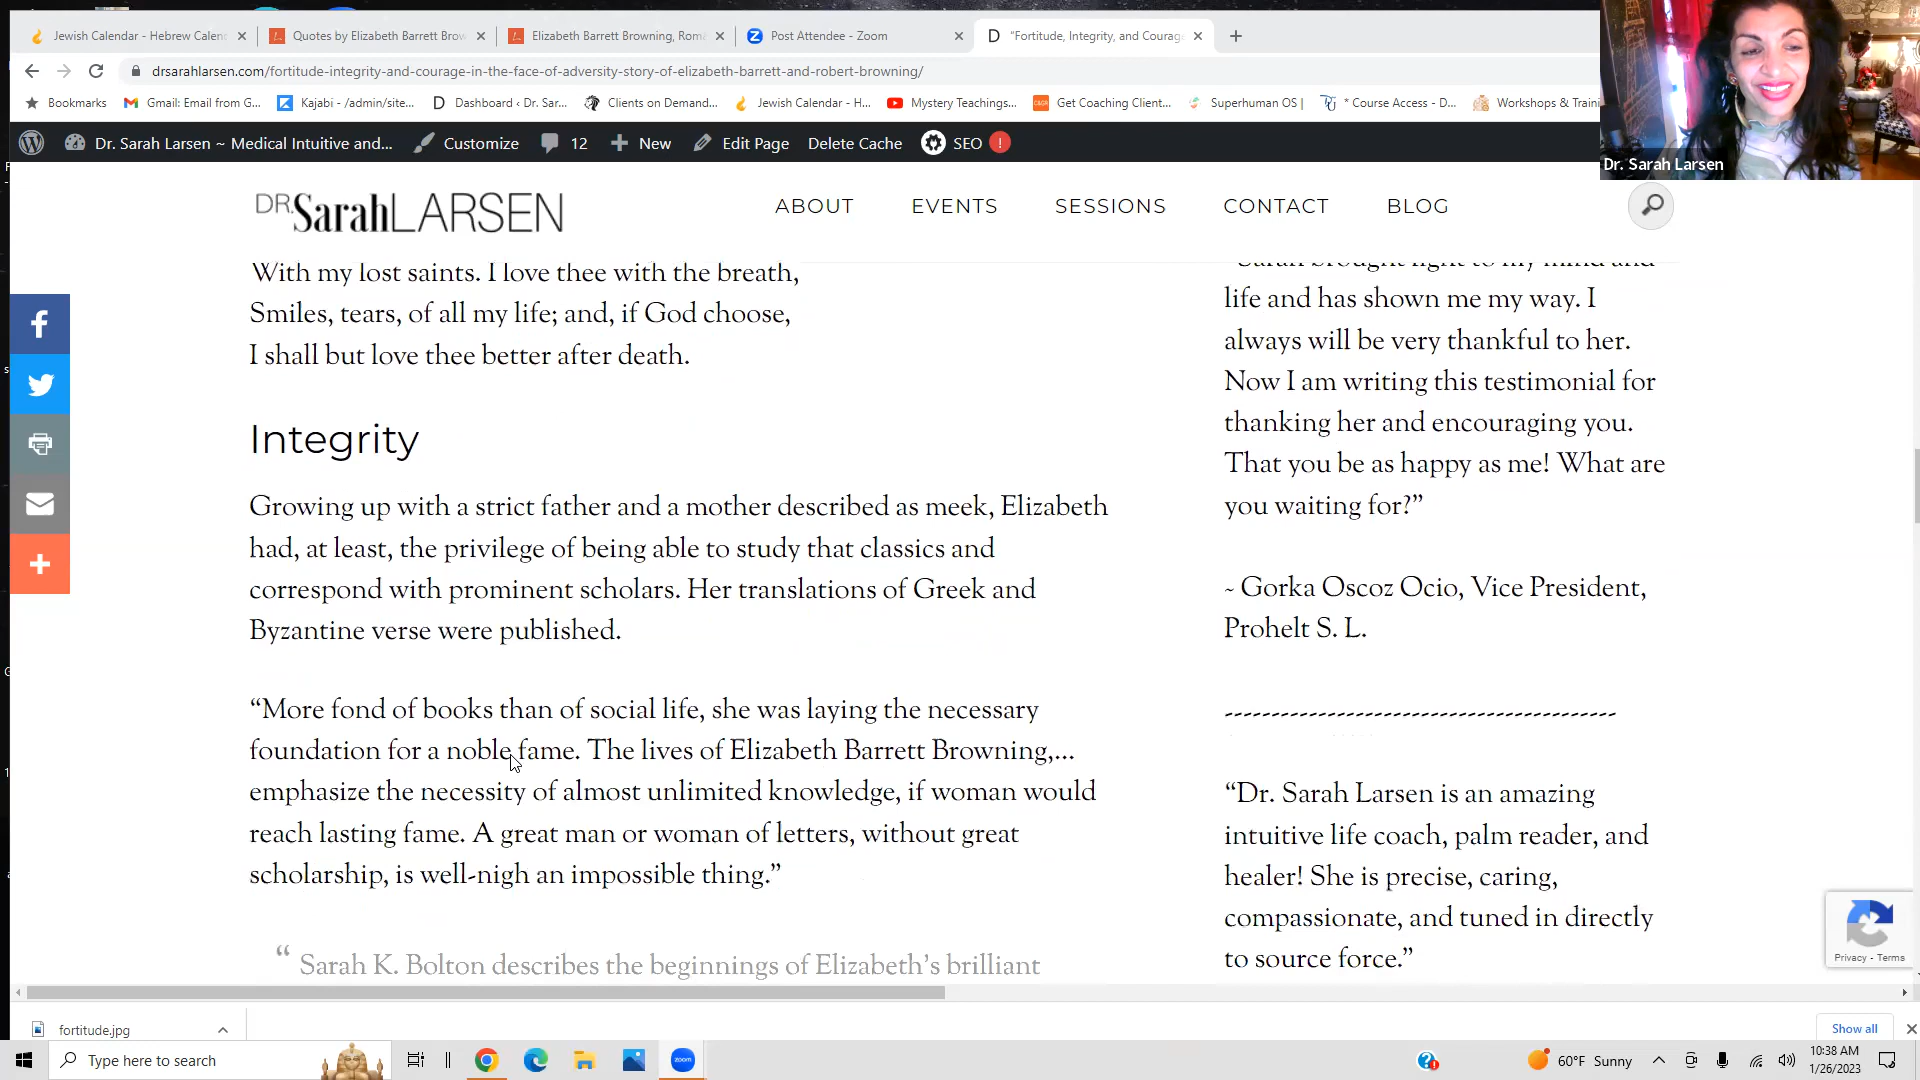 Jewish Calendar - Hebrew Calen
Quotes by Elizabeth Barrett Brow
Elizabeth Barrett Browning, Rom
Post Attendee - Zoom
"Fortitude, Integrity, and Courag
drsarahlarsen.com/fortitude-integrity-and-courage-in-the-face-of-adversity-story-of-elizabeth-barrett-and-robert-browning/
Bookmarks
Gmail: Email from G...
Kajabi - /admin/site...
Dashboard ‹ Dr. Sar...
Clients on Demand...
Jewish Calendar - H...
Mystery Teachings...
Get Coaching Client...
Superhuman OS |
* Course Access - D...
Workshops & Traini
Dr. Sarah Larsen
Dr. Sarah Larsen ~ Medical Intuitive and...
Customize
12
New
Edit Page
Delete Cache
SEO
!
DR.SarahLARSEN
ABOUT
EVENTS
SESSIONS
CONTACT
BLOG
With my lost saints. I love thee with the breath,
Smiles, tears, of all my life; and, if God choose,
I shall but love thee better after death.
Integrity
Growing up with a strict father and a mother described as meek, Elizabeth
had, at least, the privilege of being able to study that classics and
correspond with prominent scholars. Her translations of Greek and
Byzantine verse were published.
“More fond of books than of social life, she was laying the necessary
foundation for a noble fame. The lives of Elizabeth Barrett Browning,...
emphasize the necessity of almost unlimited knowledge, if woman would
reach lasting fame. A great man or woman of letters, without great
scholarship, is well-nigh an impossible thing.”
“ Sarah K. Bolton describes the beginnings of Elizabeth’s brilliant
“Sarah brought light to my mind and
life and has shown me my way. I
always will be very thankful to her.
Now I am writing this testimonial for
thanking her and encouraging you.
That you be as happy as me! What are
you waiting for?”
~ Gorka Oscoz Ocio, Vice President,
Prohelt S. L.
------------------------------------------
“Dr. Sarah Larsen is an amazing
intuitive life coach, palm reader, and
healer! She is precise, caring,
compassionate, and tuned in directly
to source force.”
Privacy - Terms
fortitude.jpg
Show all
Type here to search
zoom
60°F Sunny
10:38 AM
1/26/2023